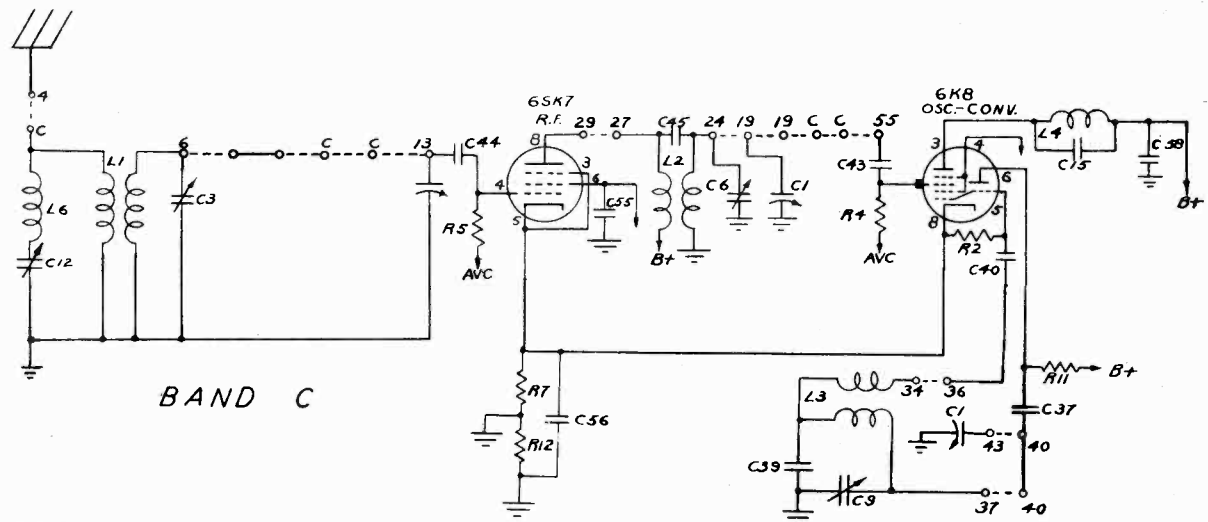 4
C
L6
C12
L1
6
C3
C
C
13
C44
4
R5
AVC
6SK7
R.F.
8
3
6
5
C55
29
27
C45
L2
B+
24
19
C6
19
C1
C
C
55
C43
R4
AVC
6K8
OSC.-CONV.
3
4
6
5
8
R2
C40
L4
C15
C38
B+
R7
R12
C56
L3
34
36
R11
B+
C37
C1
43
40
C39
C9
37
40
BAND C